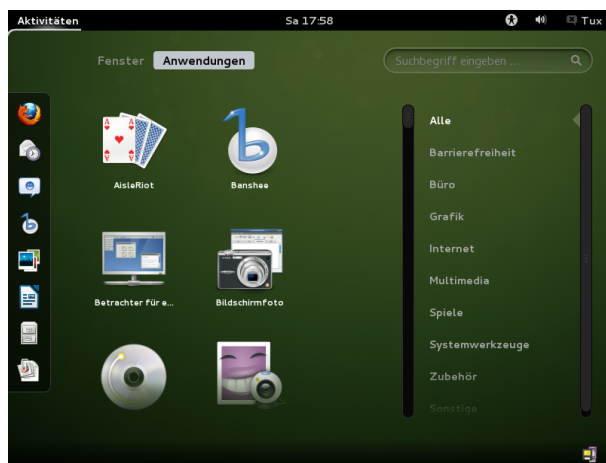 Aktivitäten
Sa 17:58
Tux
Fenster
Anwendungen
Suchbegriff eingeben ...
AisleRiot
Banshee
Betrachter für e...
Bildschirmfoto
Alle
Barrierefreiheit
Büro
Grafik
Internet
Multimedia
Spiele
Systemwerkzeuge
Zubehör
Sonstige